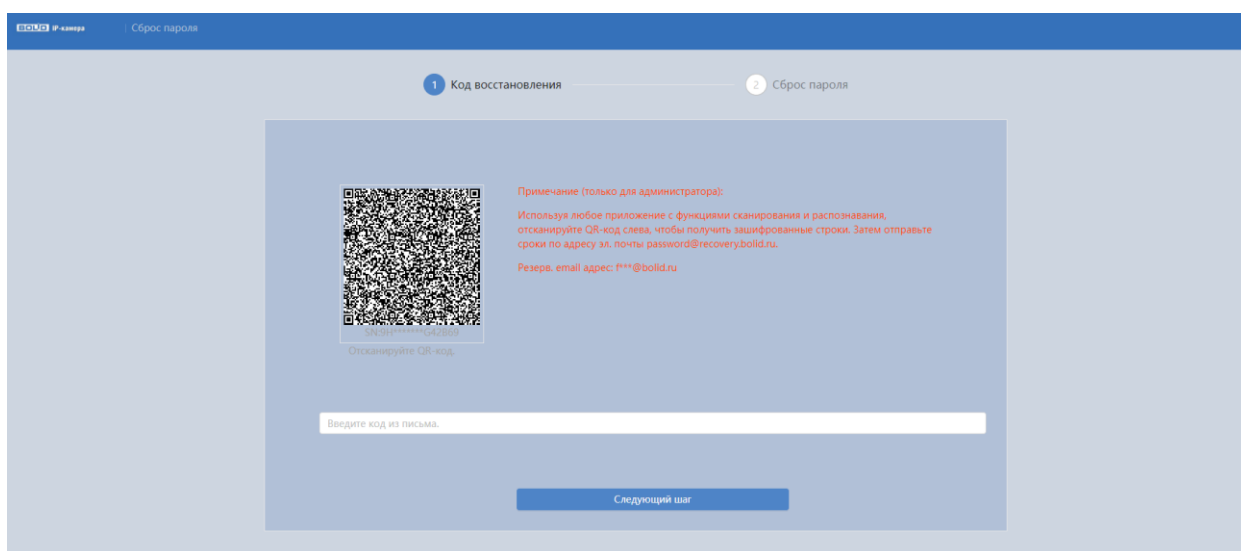 BOLID IP-камера | Сброс пароля
1 Код восстановления 2 Сброс пароля
Примечание (только для администратора):
Используя любое приложение с функциями сканирования и распознавания,
отсканируйте QR-код слева, чтобы получить зашифрованные строки. Затем отправьте
сроки по адресу эл. почты password@recovery.bolid.ru.
Резерв. email адрес: f***@bolid.ru
Отсканируйте QR-код.
Введите код из письма.
Следующий шаг